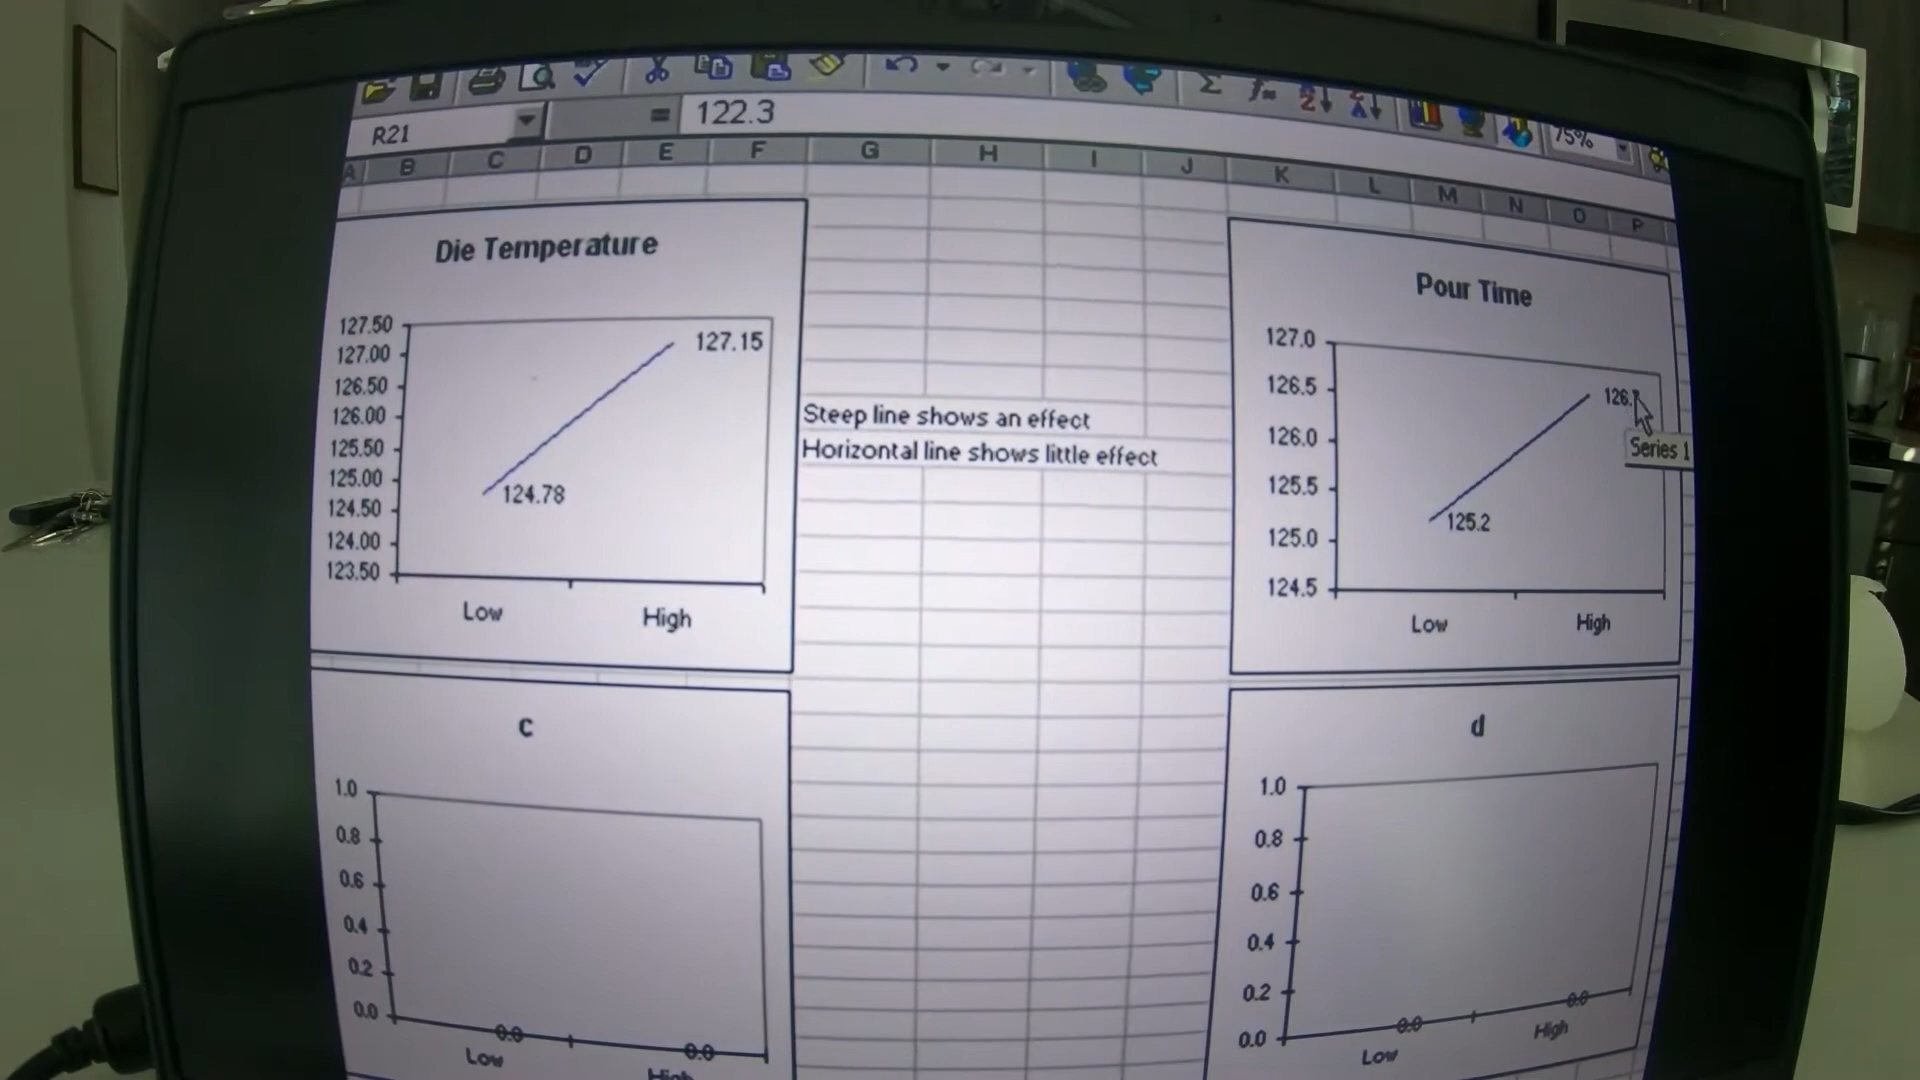 R21
=
122.3
75%
A B C D E F G H I J K L M N O P
Die Temperature
127.50
127.00
126.50
126.00
125.50
125.00
124.50
124.00
123.50
127.15
124.78
Low High
Steep line shows an effect
Horizontal line shows little effect
Pour Time
127.0
126.5
126.0
125.5
125.0
124.5
125.2
Series 1
Low High
c
1.0
0.8
0.6
0.4
0.2
0.0
0.0 0.0
Low High
d
1.0
0.8
0.6
0.4
0.2
0.0
0.0 0.0
Low High